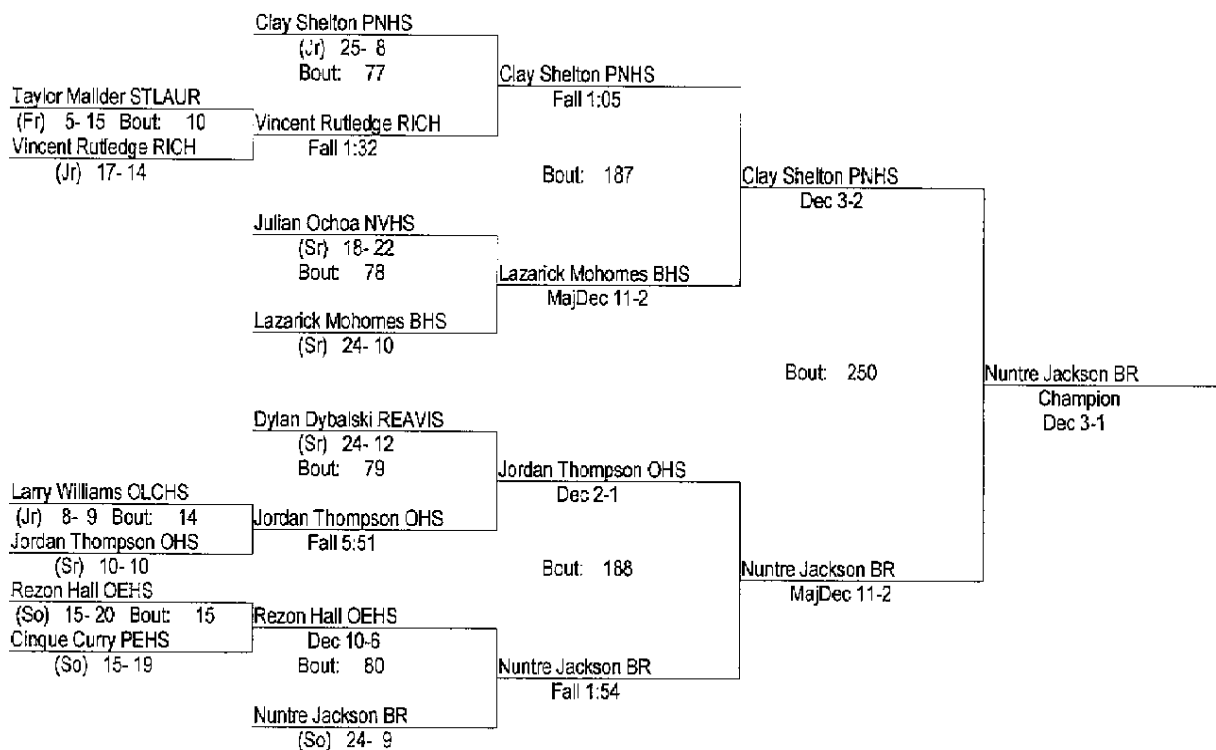 Clay Shelton PNHS
(Jr) 25- 8
Bout: 77
Clay Shelton PNHS
Fall 1:05
Taylor Mallder STLAUR
(Fr) 5- 15 Bout: 10
Vincent Rutledge RICH
(Jr) 17- 14
Vincent Rutledge RICH
Fall 1:32
Bout: 187
Clay Shelton PNHS
Dec 3-2
Julian Ochoa NVHS
(Sr) 18- 22
Bout: 78
Lazarick Mohomes BHS
MajDec 11-2
Lazarick Mohomes BHS
(Sr) 24- 10
Bout: 250
Nuntre Jackson BR
Champion
Dec 3-1
Dylan Dybalski REAVIS
(Sr) 24- 12
Bout: 79
Jordan Thompson OHS
Dec 2-1
Larry Williams OLCHS
(Jr) 8- 9 Bout: 14
Jordan Thompson OHS
(Sr) 10- 10
Jordan Thompson OHS
Fall 5:51
Bout: 188
Nuntre Jackson BR
MajDec 11-2
Rezon Hall OEHS
(So) 15- 20 Bout: 15
Cinque Curry PEHS
(So) 15- 19
Rezon Hall OEHS
Dec 10-6
Bout: 80
Nuntre Jackson BR
Fall 1:54
Nuntre Jackson BR
(So) 24- 9